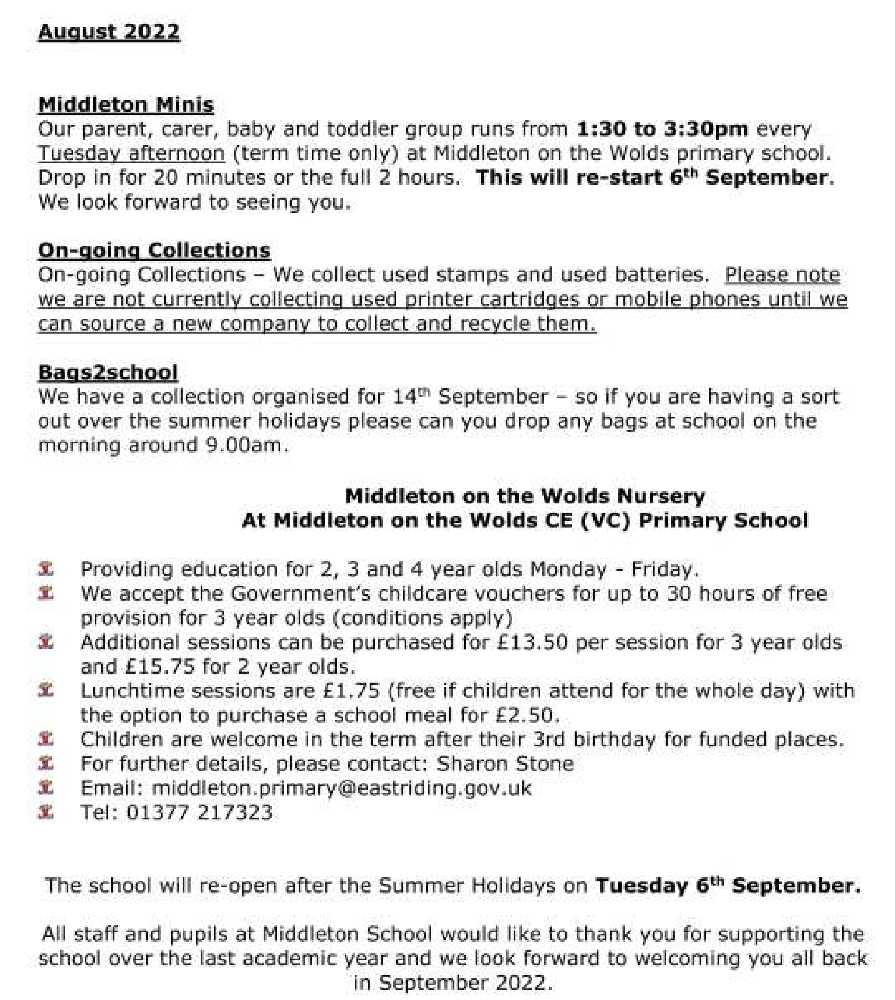 August 2022
Middleton Minis
Our parent, carer, baby and toddler group runs from 1:30 to 3:30pm every
Tuesday afternoon (term time only) at Middleton on the Wolds primary school.
Drop in for 20 minutes or the full 2 hours.  This will re-start 6th September.
We look forward to seeing you.
On-going Collections
On-going Collections – We collect used stamps and used batteries.  Please note
we are not currently collecting used printer cartridges or mobile phones until we
can source a new company to collect and recycle them.
Bags2school
We have a collection organised for 14th September – so if you are having a sort
out over the summer holidays please can you drop any bags at school on the
morning around 9.00am.
Middleton on the Wolds Nursery
At Middleton on the Wolds CE (VC) Primary School
Providing education for 2, 3 and 4 year olds Monday - Friday.
We accept the Government’s childcare vouchers for up to 30 hours of free
provision for 3 year olds (conditions apply)
Additional sessions can be purchased for £13.50 per session for 3 year olds
and £15.75 for 2 year olds.
Lunchtime sessions are £1.75 (free if children attend for the whole day) with
the option to purchase a school meal for £2.50.
Children are welcome in the term after their 3rd birthday for funded places.
For further details, please contact: Sharon Stone
Email: middleton.primary@eastriding.gov.uk
Tel: 01377 217323
The school will re-open after the Summer Holidays on Tuesday 6th September.
All staff and pupils at Middleton School would like to thank you for supporting the
school over the last academic year and we look forward to welcoming you all back
in September 2022.